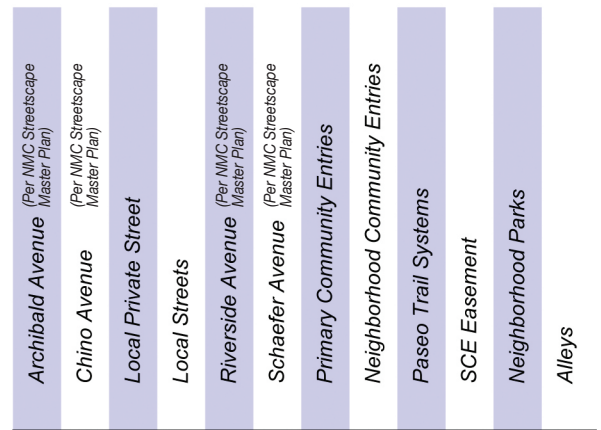 Archibald Avenue (Per NMC Streetscape
Master Plan)
Chino Avenue (Per NMC Streetscape
Master Plan)
Local Private Street
Local Streets
Riverside Avenue (Per NMC Streetscape
Master Plan)
Schaefer Avenue (Per NMC Streetscape
Master Plan)
Primary Community Entries
Neighborhood Community Entries
Paseo Trail Systems
SCE Easement
Neighborhood Parks
Alleys